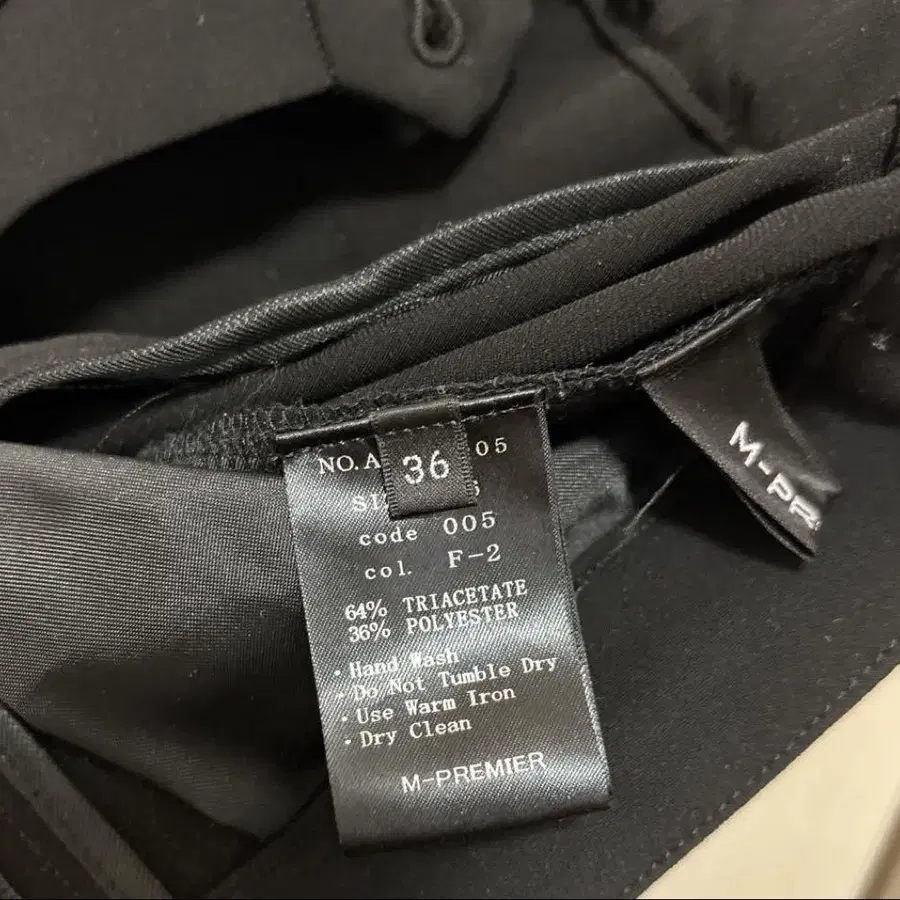 36
NO.A 05
SI
code 005
col. F-2
64% TRIACETATE
36% POLYESTER
· Hand Wash
· Do Not Tumble Dry
· Use Warm Iron
· Dry Clean
M-PREMIER
M-PR